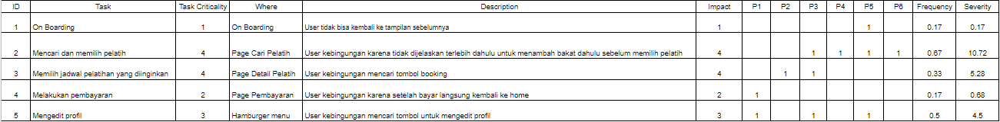 ID Task Task Criticality Where Description Impact P1 P2 P3 P4 P5 P6 Frequency Severity
1 On Boarding 1 On Boarding User tidak bisa kembali ke tampilan sebelumnya 1 1 0.17 0.17
2 Mencari dan memilih pelatih 4 Page Cari Pelatih User kebingungan karena tidak dijelaskan terlebih dahulu untuk menambah bakat dahulu sebelum memilih pelatih 4 1 1 1 1 0.67 10.72
3 Memilih jadwal pelatihan yang diinginkan 4 Page Detail Pelatih User kebingungan mencari tombol booking 4 1 1 0.33 5.28
4 Melakukan pembayaran 2 Page Pembayaran User kebingungan karena setelah bayar langsung kembali ke home 2 1 0.17 0.68
5 Mengedit profil 3 Hamburger menu User kebingungan mencari tombol untuk mengedit profil 3 1 1 1 0.5 4.5